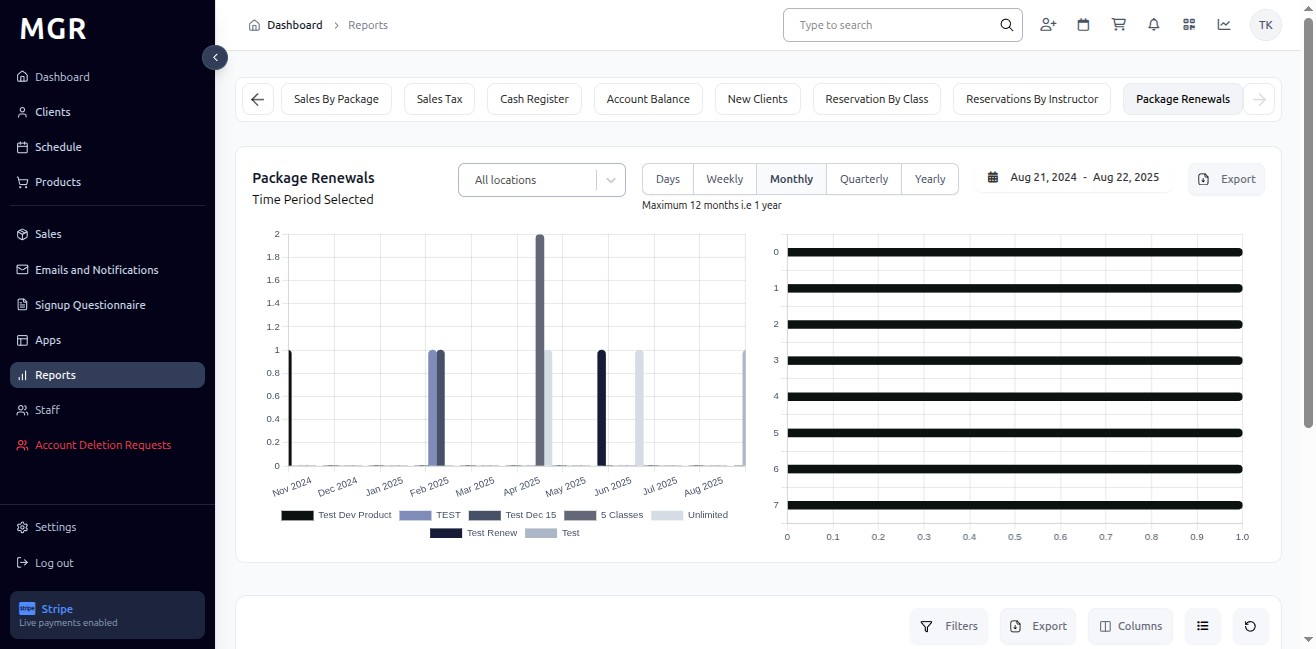 MGR
Dashboard
Clients
Schedule
Products
Sales
Emails and Notifications
Signup Questionnaire
Apps
Reports
Staff
Account Deletion Requests
Settings
Log out
stripe Stripe
Live payments enabled
Dashboard > Reports
Type to search
TK
Sales By Package Sales Tax Cash Register Account Balance New Clients Reservation By Class Reservations By Instructor Package Renewals
Package Renewals
Time Period Selected
All locations
Days Weekly Monthly Quarterly Yearly
Maximum 12 months i.e 1 year
Aug 21, 2024 - Aug 22, 2025
Export
2
1.8
1.6
1.4
1.2
1
0.8
0.6
0.4
0.2
0
Nov 2024 Dec 2024 Jan 2025 Feb 2025 Mar 2025 Apr 2025 May 2025 Jun 2025 Jul 2025 Aug 2025
Test Dev Product TEST Test Dec 15 5 Classes Unlimited
Test Renew Test
0
1
2
3
4
5
6
7
0 0.1 0.2 0.3 0.4 0.5 0.6 0.7 0.8 0.9 1.0
Filters Export Columns